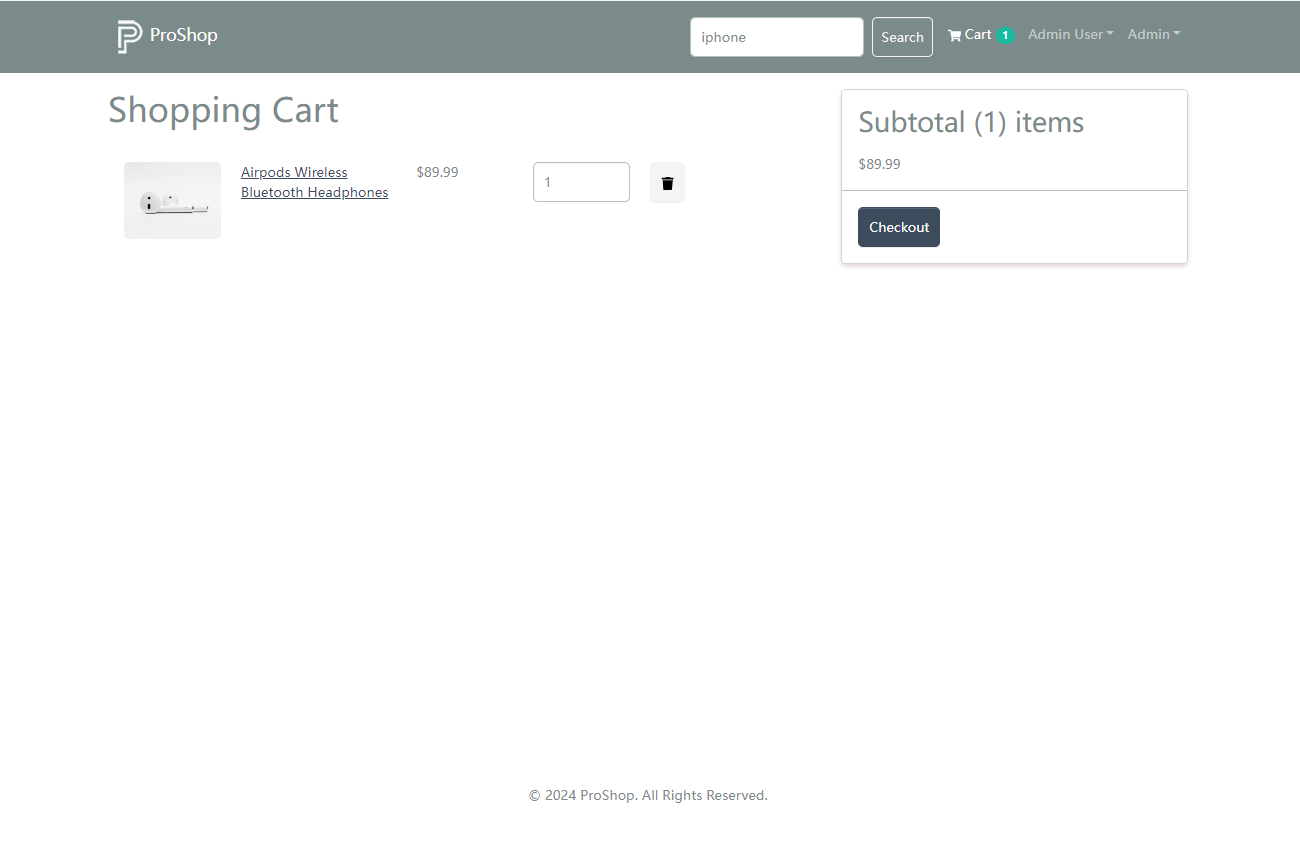 ProShop
iphone
Search
Cart 1
Admin User
Admin
Shopping Cart
Airpods Wireless
Bluetooth Headphones
$89.99
1
Subtotal (1) items
$89.99
Checkout
© 2024 ProShop. All Rights Reserved.